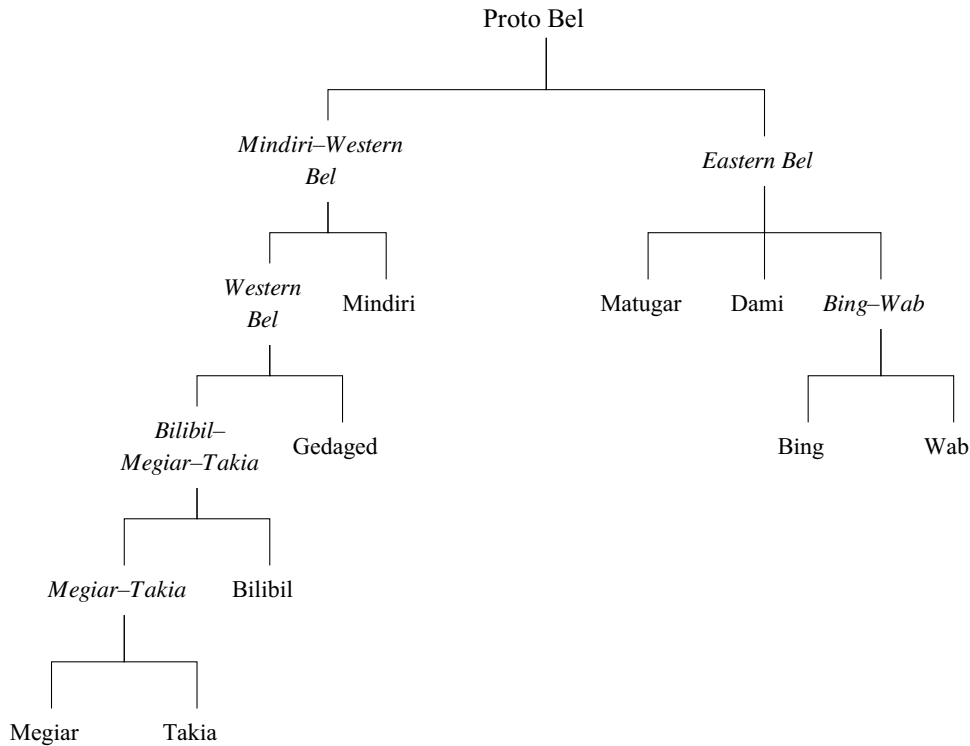 Proto Bel
Mindiri–Western
Bel
Eastern Bel
Western
Bel
Mindiri
Matugar
Dami
Bing–Wab
Bilibil–
Megiar–Takia
Gedaged
Bing
Wab
Megiar–Takia
Bilibil
Megiar
Takia